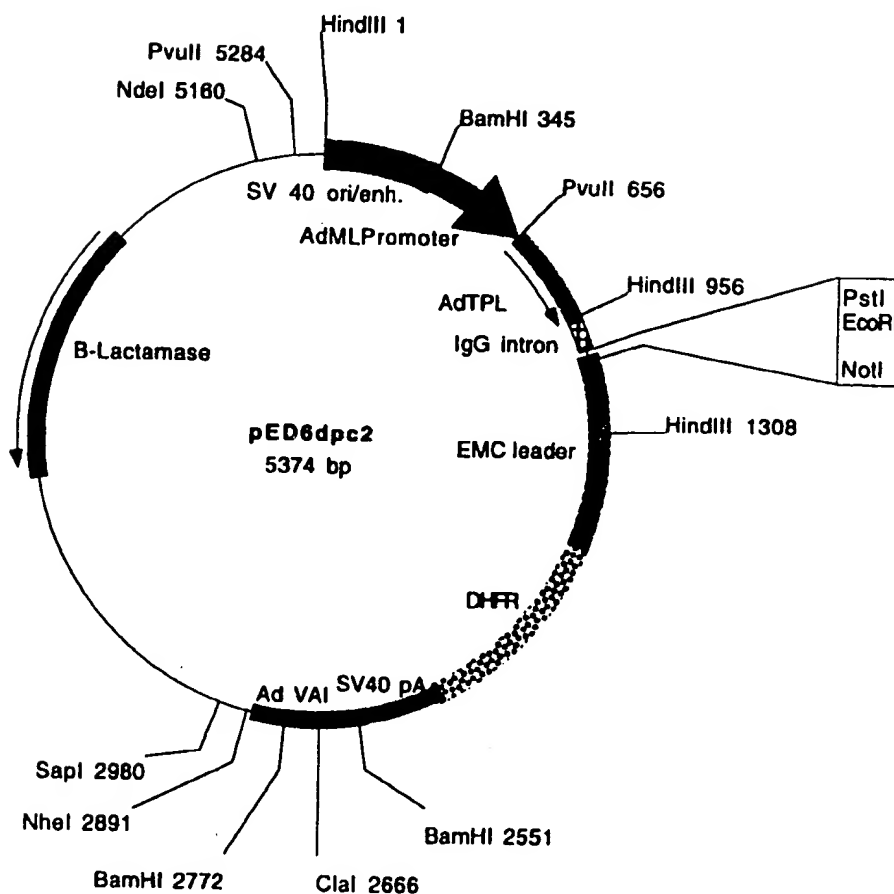 HindIII 1
PvuII 5284
NdeI 5160
BamHI 345
SV 40 ori/enh.
PvuII 656
AdMLPromoter
HindIII 956
AdTPL
PstI
EcoR
IgG intron
B-Lactamase
NotI
pED6dpc2
HindIII 1308
EMC leader
5374 bp
DHFR
SV40 pA
Ad VAI
SapI 2980
NheI 2891
BamHI 2551
BamHI 2772
ClaI 2666